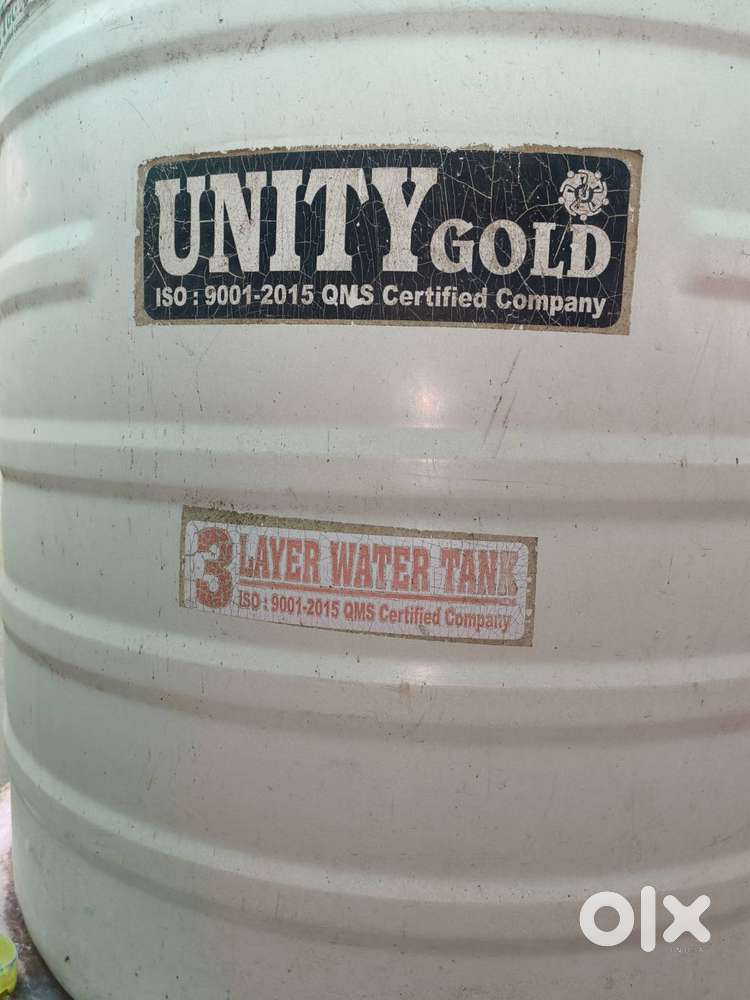 UNITY GOLD
ISO : 9001-2015 QMS Certified Company
3 LAYER WATER TANK
ISO : 9001-2015 QMS Certified Company
olx
INDIA